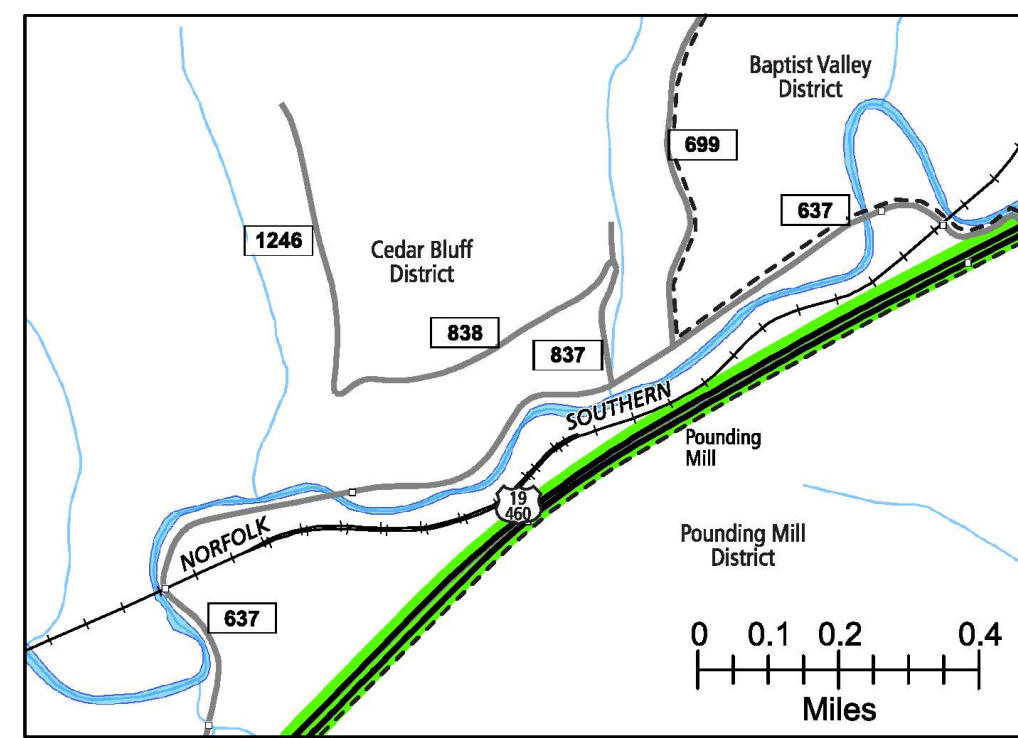 Baptist Valley
District
699
637
1246
Cedar Bluff
District
838
837
SOUTHERN
Pounding
Mill
19
460
NORFOLK
Pounding Mill
District
637
0 0.1 0.2 0.4
Miles